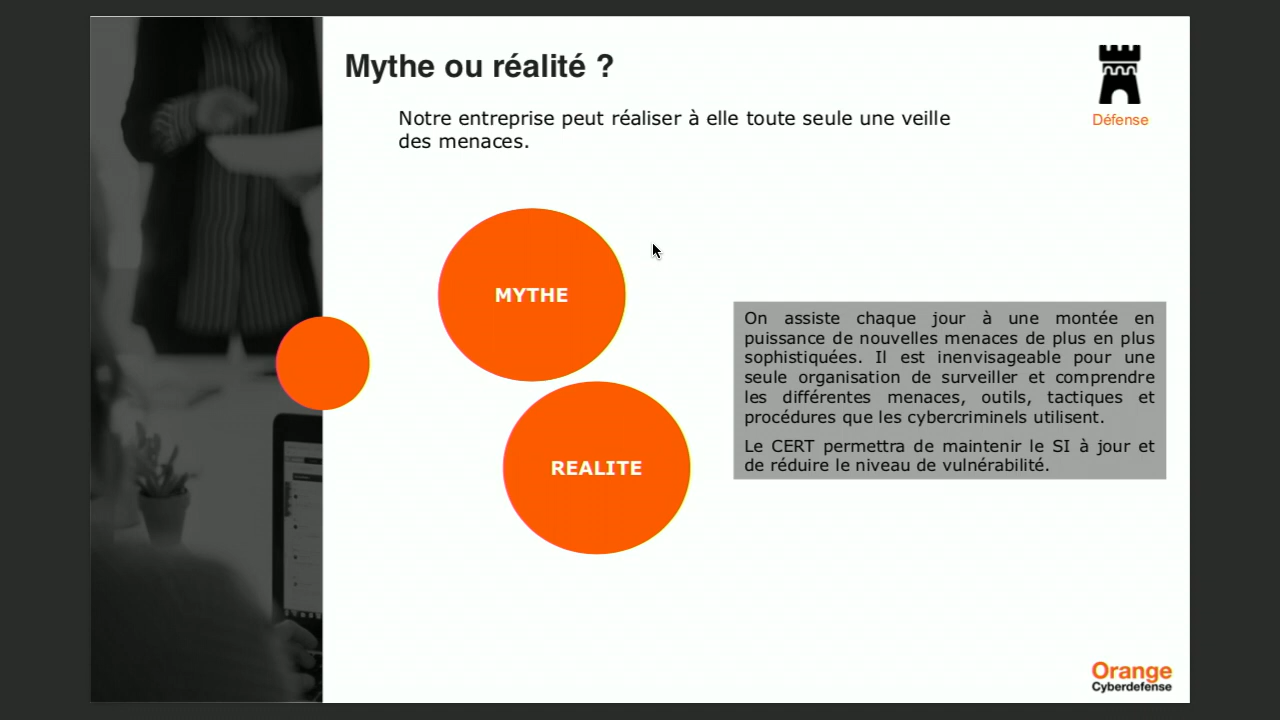 Mythe ou réalité ?
Défense
Notre entreprise peut réaliser à elle toute seule une veille
des menaces.
MYTHE
REALITE
On assiste chaque jour à une montée en
puissance de nouvelles menaces de plus en plus
sophistiquées. Il est inenvisageable pour une
seule organisation de surveiller et comprendre
les différentes menaces, outils, tactiques et
procédures que les cybercriminels utilisent.
Le CERT permettra de maintenir le SI à jour et
de réduire le niveau de vulnérabilité.
Orange
Cyberdefense